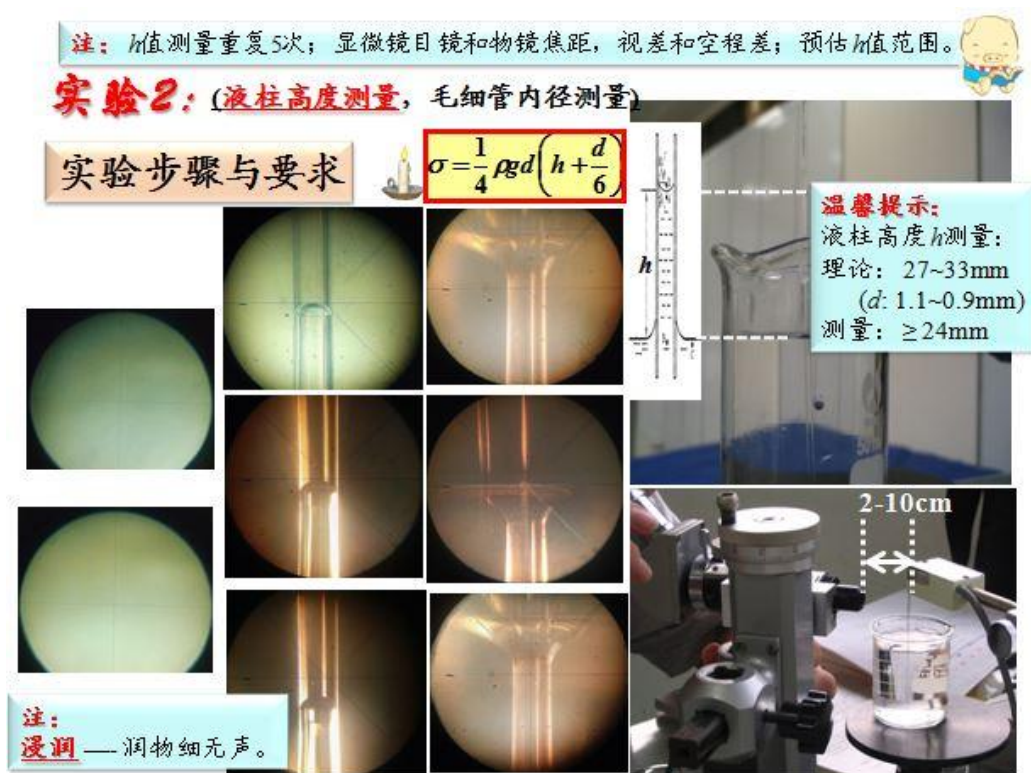 注：h值测量重复5次；显微镜目镜和物镜焦距，视差和空程差；预估h值范围。
实验2：(液柱高度测量，毛细管内径测量)
实验步骤与要求
σ=1/4 ρgd(h+d/6)
h
温馨提示：
液柱高度h测量：
理论：27~33mm
(d: 1.1~0.9mm)
测量：≥24mm
2-10cm
注：
浸润 — 润物细无声。